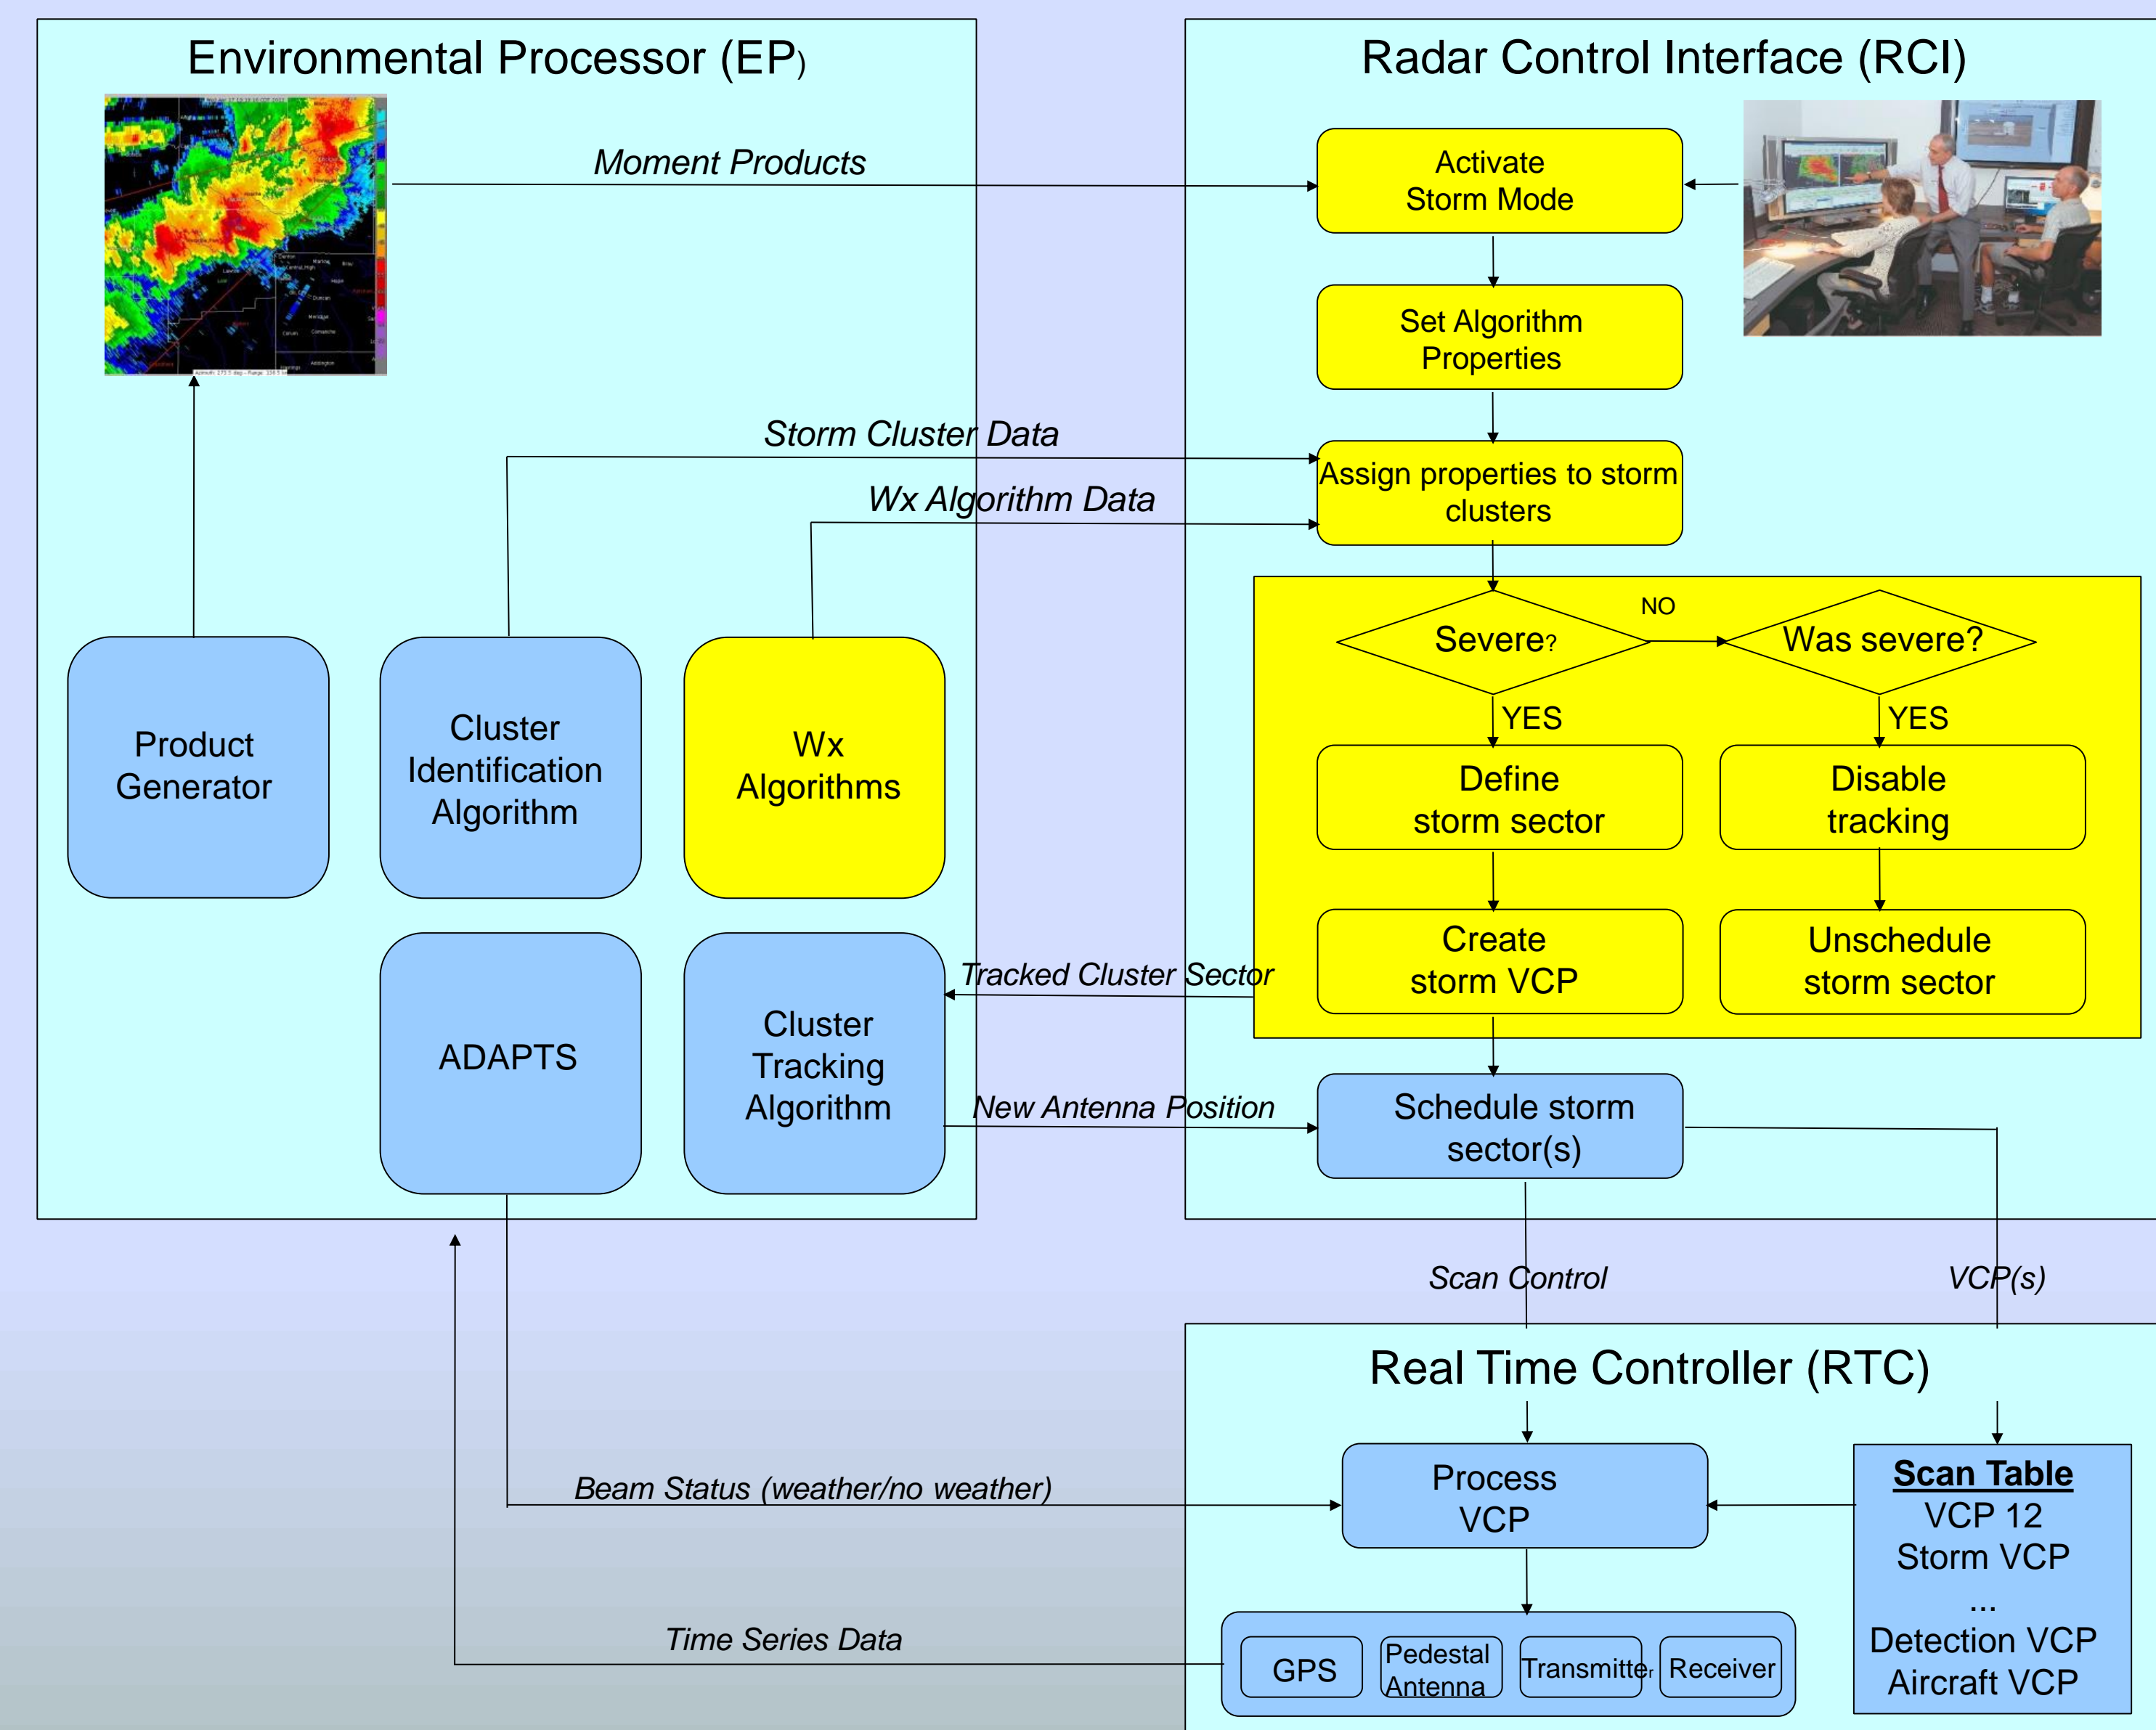 Environmental Processor (EP)
Radar Control Interface (RCI)
Moment Products
Activate
Storm Mode
Set Algorithm
Properties
Storm Cluster Data
Assign properties to storm
clusters
Wx Algorithm Data
NO
Severe?
Was severe?
YES
YES
Product
Generator
Cluster
Identification
Algorithm
Wx
Algorithms
Define
storm sector
Disable
tracking
Create
storm VCP
Unschedule
storm sector
Tracked Cluster Sector
ADAPTS
Cluster
Tracking
Algorithm
New Antenna Position
Schedule storm
sector(s)
Scan Control
VCP(s)
Real Time Controller (RTC)
Beam Status (weather/no weather)
Process
VCP
Scan Table
VCP 12
Storm VCP
...
Detection VCP
Aircraft VCP
Time Series Data
GPS
Pedestal
Antenna
Transmitter
Receiver